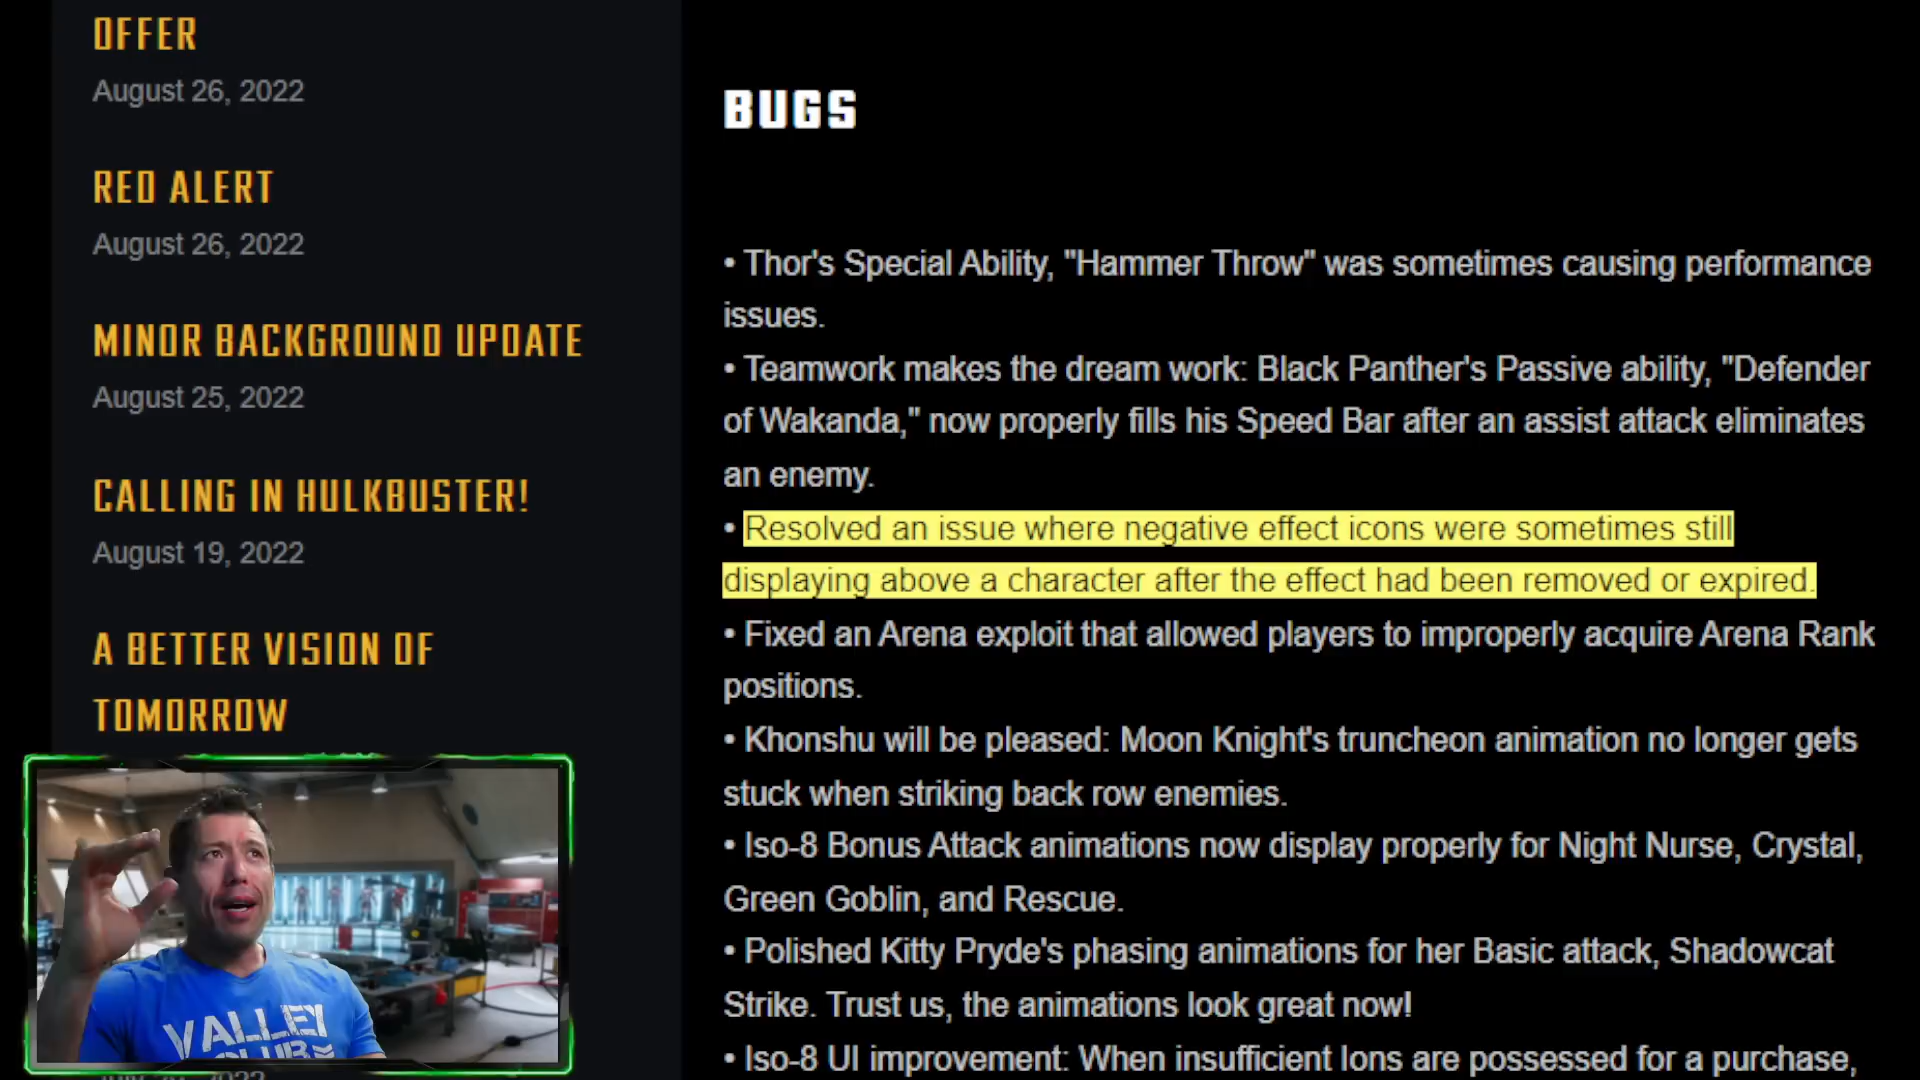 OFFER
August 26, 2022
RED ALERT
August 26, 2022
MINOR BACKGROUND UPDATE
August 25, 2022
CALLING IN HULKBUSTER!
August 19, 2022
A BETTER VISION OF
TOMORROW
BUGS
• Thor's Special Ability, "Hammer Throw" was sometimes causing performance
issues.
• Teamwork makes the dream work: Black Panther's Passive ability, "Defender
of Wakanda," now properly fills his Speed Bar after an assist attack eliminates
an enemy.
• Resolved an issue where negative effect icons were sometimes still
displaying above a character after the effect had been removed or expired.
• Fixed an Arena exploit that allowed players to improperly acquire Arena Rank
positions.
• Khonshu will be pleased: Moon Knight's truncheon animation no longer gets
stuck when striking back row enemies.
• Iso-8 Bonus Attack animations now display properly for Night Nurse, Crystal,
Green Goblin, and Rescue.
• Polished Kitty Pryde's phasing animations for her Basic attack, Shadowcat
Strike. Trust us, the animations look great now!
• Iso-8 UI improvement: When insufficient Ions are possessed for a purchase,
VALLEY
CLUB